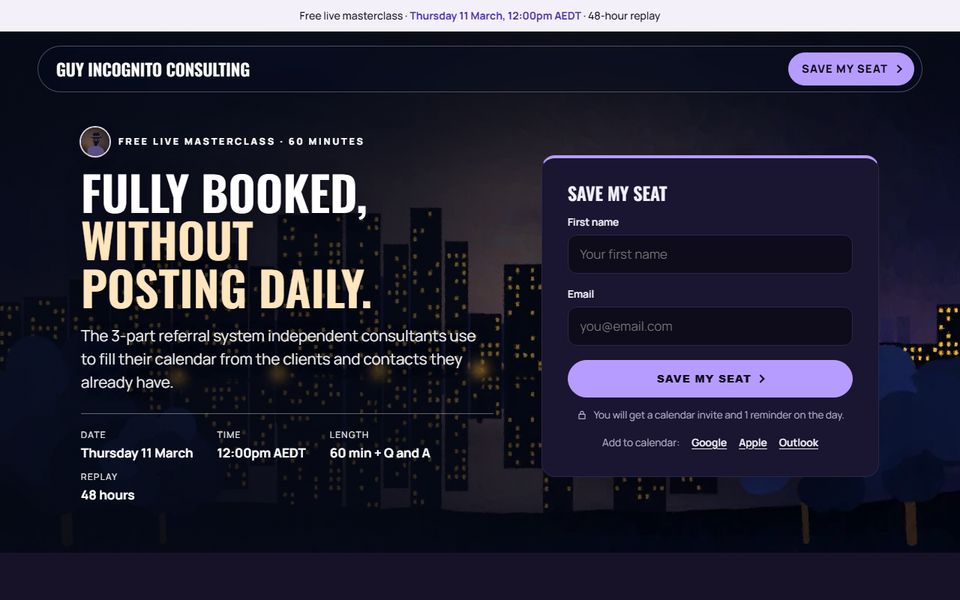 Free live masterclass · Thursday 11 March, 12:00pm AEDT · 48-hour replay
GUY INCOGNITO CONSULTING
SAVE MY SEAT
FREE LIVE MASTERCLASS · 60 MINUTES
FULLY BOOKED,
WITHOUT
POSTING DAILY.
The 3-part referral system independent consultants use
to fill their calendar from the clients and contacts they
already have.
DATE
Thursday 11 March
TIME
12:00pm AEDT
LENGTH
60 min + Q and A
REPLAY
48 hours
SAVE MY SEAT
First name
Your first name
Email
you@email.com
SAVE MY SEAT
You will get a calendar invite and 1 reminder on the day.
Add to calendar: Google Apple Outlook